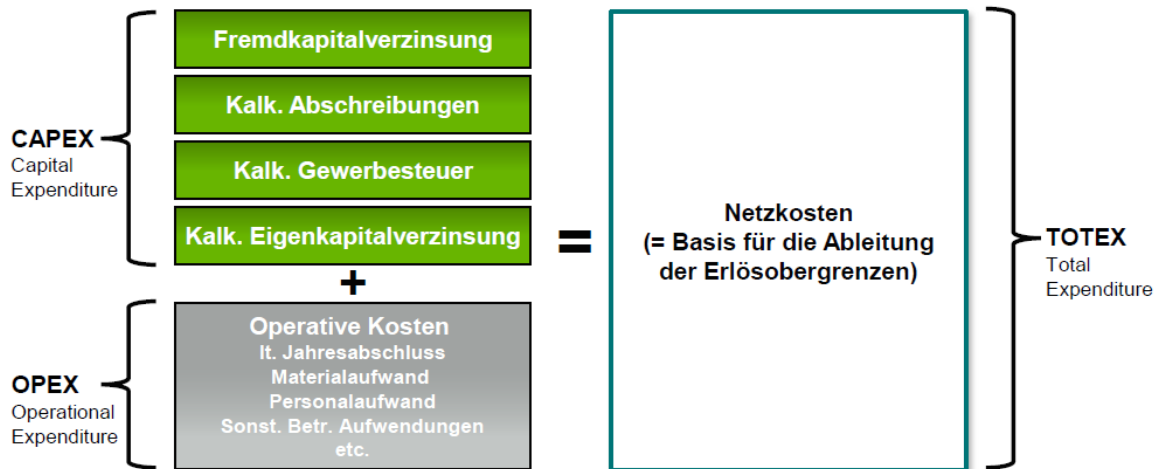 CAPEX
Capital
Expenditure
Fremdkapitalverzinsung
Kalk. Abschreibungen
Kalk. Gewerbesteuer
Kalk. Eigenkapitalverzinsung
+
OPEX
Operational
Expenditure
Operative Kosten
lt. Jahresabschluss
Materialaufwand
Personalaufwand
Sonst. Betr. Aufwendungen
etc.
=
Netzkosten
(= Basis für die Ableitung
der Erlösobergrenzen)
TOTEX
Total
Expenditure